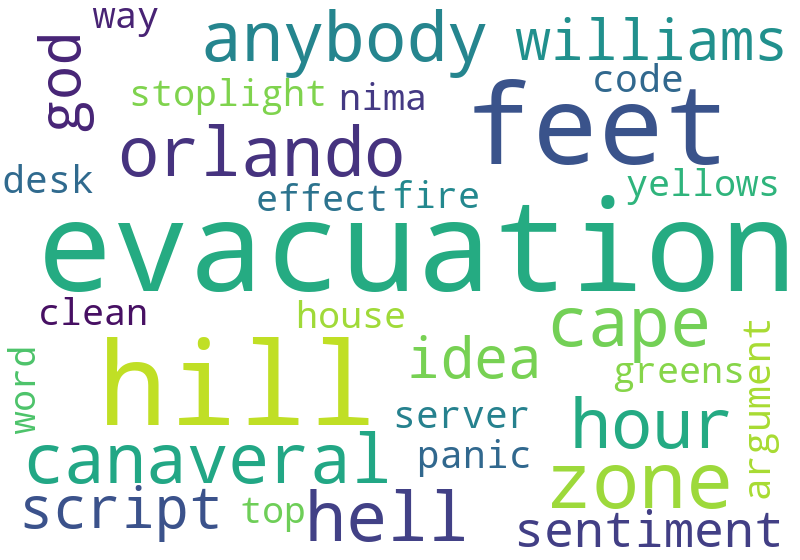 way
anybody
williams
god
code
stoplight
nima
feet
orlando
desk
effect
fire
yellows
evacuation
clean
house
cape
hill
idea
greens
argument
word
server
hour
canaveral
panic
zone
script
top
hell
sentiment